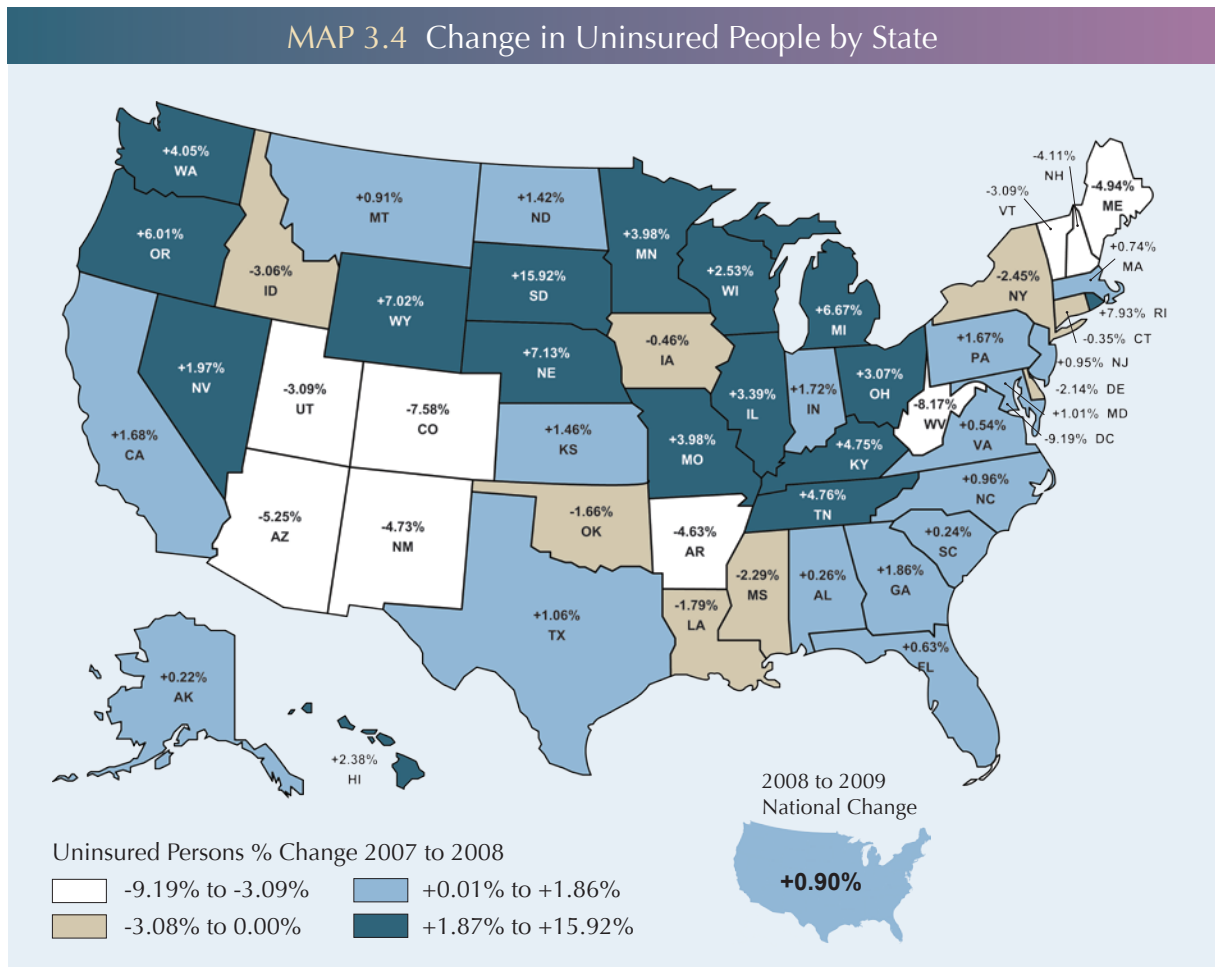 MAP 3.4 Change in Uninsured People by State
+4.05%
WA
+0.91%
MT
+1.42%
ND
+3.98%
MN
-4.11%
NH
-3.09%
VT
-4.94%
ME
+6.01%
OR
-3.06%
ID
+7.02%
WY
+15.92%
SD
+2.53%
WI
+6.67%
MI
-2.45%
NY
+0.74%
MA
+7.93% RI
-0.35% CT
+0.95% NJ
-2.14% DE
+1.01% MD
-9.19% DC
+1.97%
NV
-3.09%
UT
-7.58%
CO
+7.13%
NE
-0.46%
IA
+3.39%
IL
+1.72%
IN
+3.07%
OH
+1.67%
PA
-8.17%
WV
+0.54%
VA
+1.68%
CA
+1.46%
KS
+3.98%
MO
+4.75%
KY
+4.76%
TN
+0.96%
NC
+0.24%
SC
-5.25%
AZ
-4.73%
NM
-1.66%
OK
-4.63%
AR
-2.29%
MS
+0.26%
AL
+1.86%
GA
+1.06%
TX
-1.79%
LA
+0.63%
FL
+0.22%
AK
+2.38%
HI
2008 to 2009
National Change
+0.90%
Uninsured Persons % Change 2007 to 2008
-9.19% to -3.09%
+0.01% to +1.86%
-3.08% to 0.00%
+1.87% to +15.92%